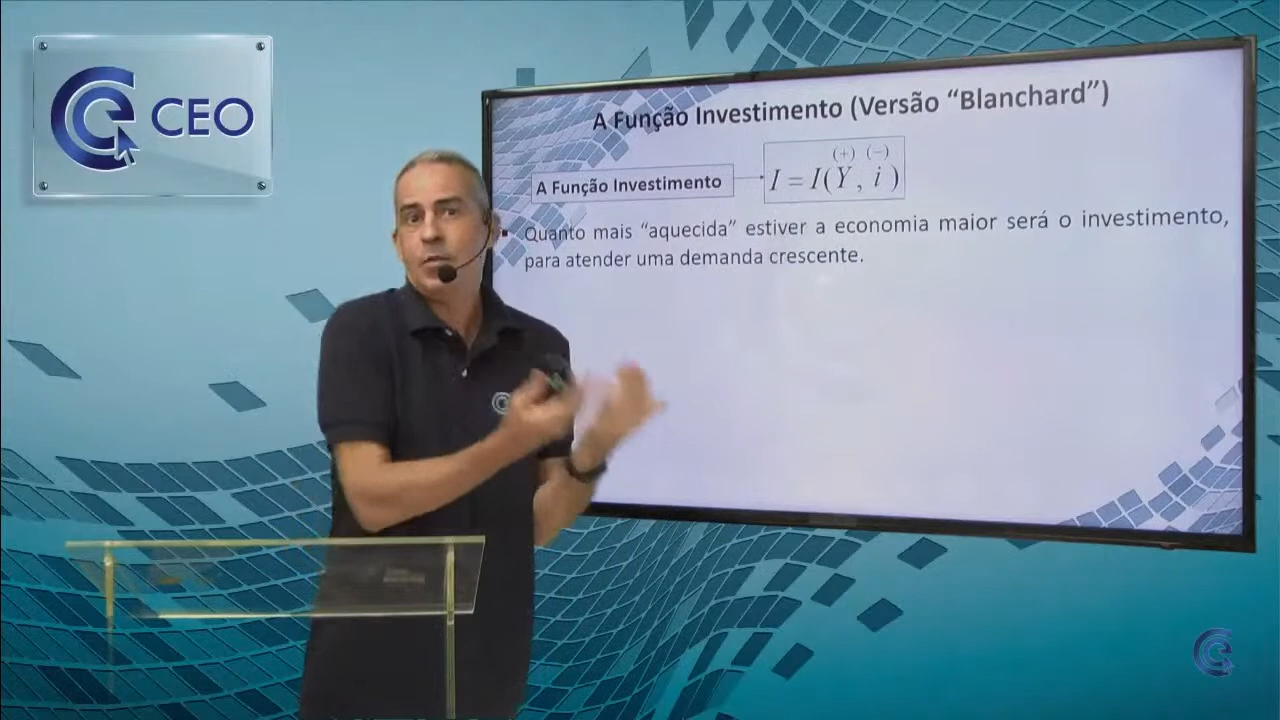 CEO
A Função Investimento (Versão “Blanchard”)
(+) (−)
A Função Investimento
I = I(Y, i)
Quanto mais “aquecida” estiver a economia maior será o investimento,
para atender uma demanda crescente.